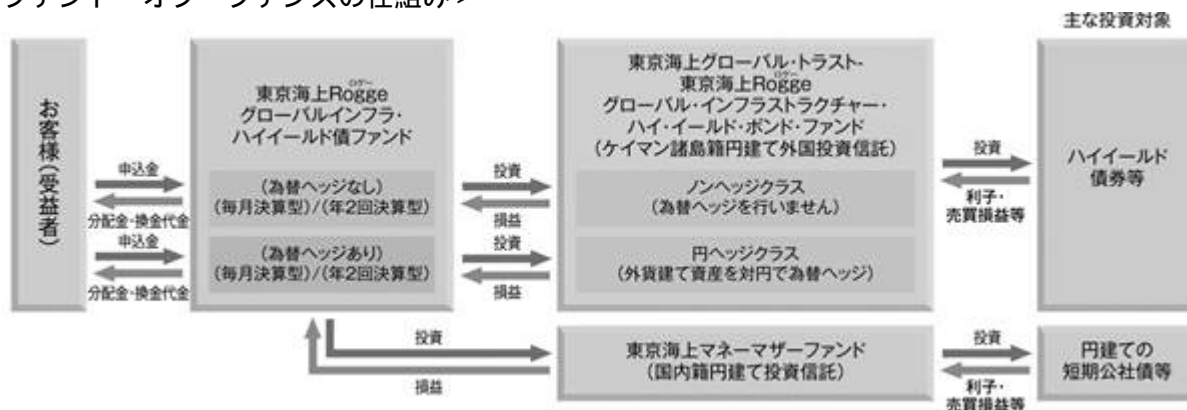 ファンド・オブ・ファンズの仕組み>
主な投資対象
お客様(受益者)
申込金
分配金・換金代金
申込金
分配金・換金代金
東京海上Rogge
ロゲー
グローバルインフラ・
ハイイールド債ファンド
(為替ヘッジなし)
(毎月決算型)/(年2回決算型)
(為替ヘッジあり)
(毎月決算型)/(年2回決算型)
投資
損益
投資
損益
東京海上グローバル・トラスト-
ロゲー
東京海上Rogge
グローバル・インフラストラクチャー・
ハイ・イールド・ボンド・ファンド
(ケイマン諸島籍円建て外国投資信託)
ノンヘッジクラス
(為替ヘッジを行いません)
円ヘッジクラス
(外貨建て資産を対円で為替ヘッジ)
投資
利子・
売買損益等
ハイイールド
債券等
投資
損益
東京海上マネーマザーファンド
(国内籍円建て投資信託)
投資
利子・
売買損益等
円建ての
短期公社債等